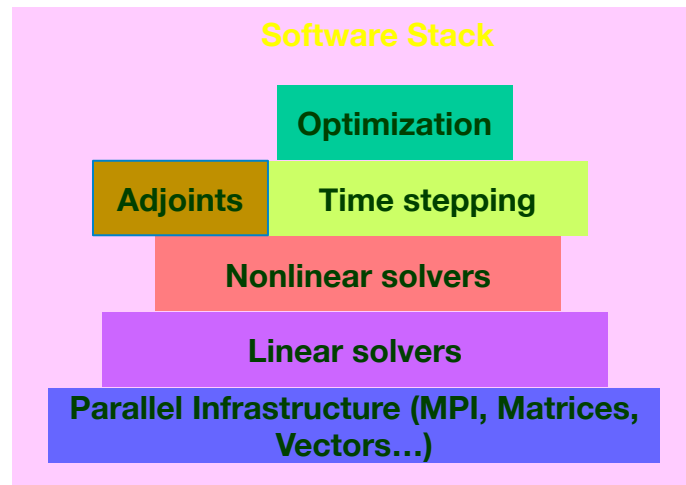 Software Stack
Optimization
Adjoints
Time stepping
Nonlinear solvers
Linear solvers
Parallel Infrastructure (MPI, Matrices,
Vectors…)